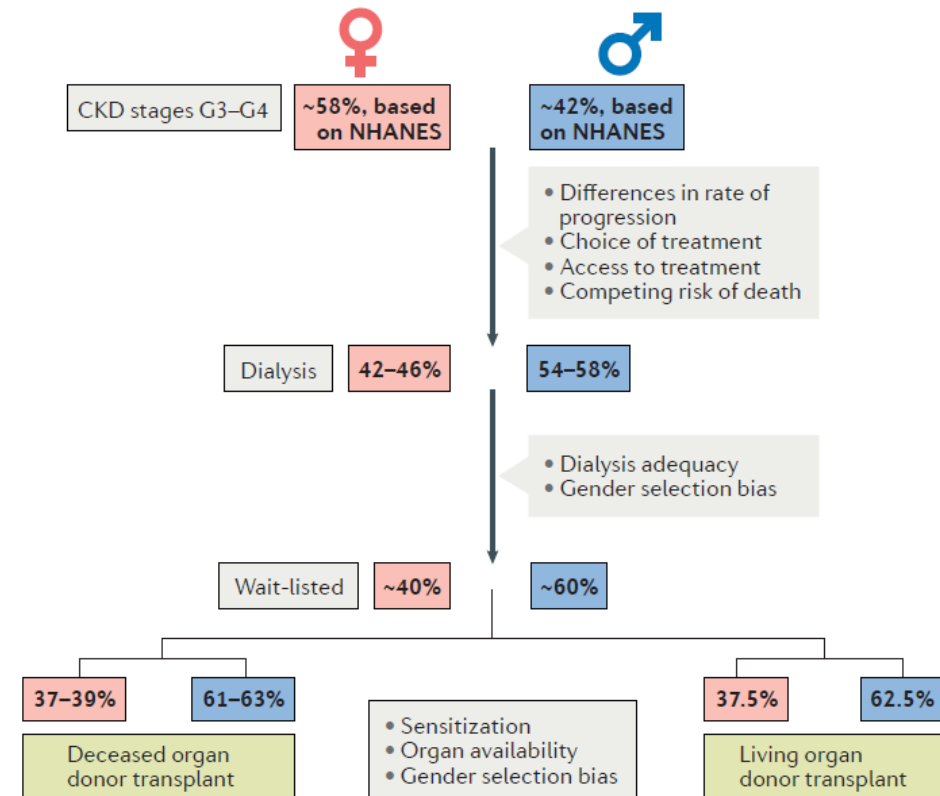 CKD stages G3–G4
~58%, based
on NHANES
~42%, based
on NHANES
• Differences in rate of
progression
• Choice of treatment
• Access to treatment
• Competing risk of death
Dialysis
42–46%
54–58%
• Dialysis adequacy
• Gender selection bias
Wait-listed
~40%
~60%
37–39%
61–63%
Deceased organ
donor transplant
• Sensitization
• Organ availability
• Gender selection bias
37.5%
62.5%
Living organ
donor transplant